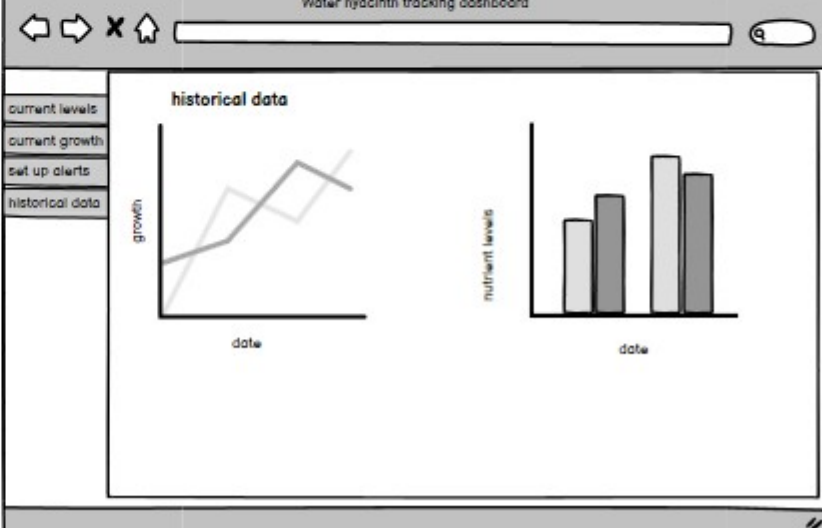 Water hyacinth tracking dashboard
historical data
current levels
current growth
set up alerts
historical data
growth
date
nutrient levels
date